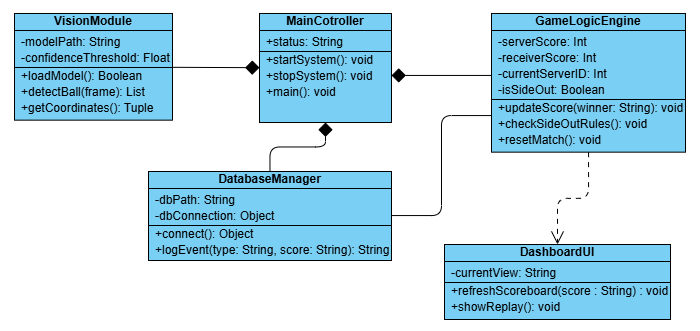 VisionModule
-modelPath: String
-confidenceThreshold: Float
+loadModel(): Boolean
+detectBall(frame): List
+getCoordinates(): Tuple
MainCotroller
+status: String
+startSystem(): void
+stopSystem(): void
+main(): void
GameLogicEngine
-serverScore: Int
-receiverScore: Int
-currentServerID: Int
-isSideOut: Boolean
+updateScore(winner: String): void
+checkSideOutRules(): void
+resetMatch(): void
DatabaseManager
-dbPath: String
-dbConnection: Object
+connect(): Object
+logEvent(type: String, score: String): String
DashboardUI
-currentView: String
+refreshScoreboard(score : String) : void
+showReplay(): void